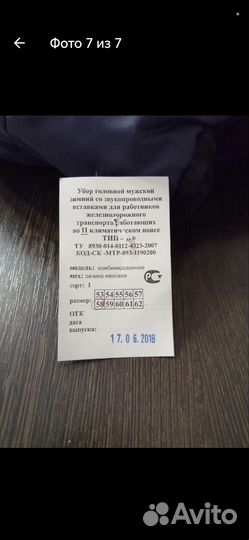 Фото 7 из 7
Убор головной мужской
зимний со звукопроводными
вставками для работников
железнодорожного
транспорта, работающих
во II климатическом поясе
ТИП -
ТУ 8930-014-0112-4323-2007
КОД-СК -МТР-893-1190200
модель: комбинированная
мех: овчина меховая
сорт: 1
размер:
53 54 55 56 57
58 59 60 61 62
ОТК
дата
выпуска:
17. 06. 2018
Avito